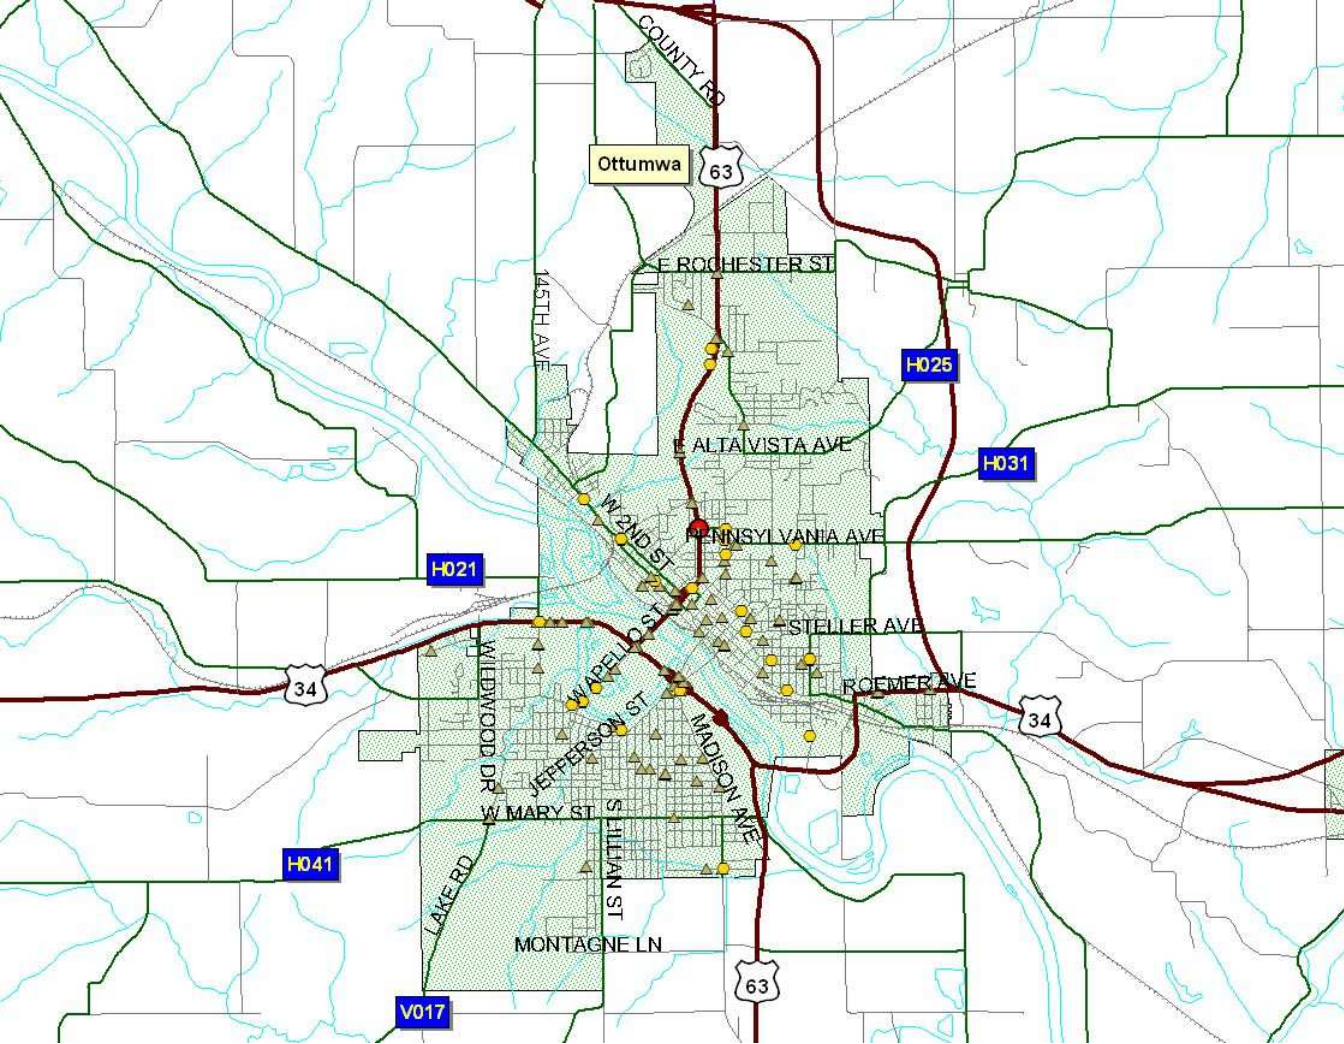 COUNTY RD
Ottumwa
63
E ROCHESTER ST
145TH AVE
H025
E ALTA VISTA AVE
H031
W 2ND ST
PENNSYLVANIA AVE
H021
WAPELLO ST
STELLER AVE
34
WILDWOOD DR
ROEMER AVE
34
JEFFERSON ST
MADISON AVE
W MARY ST
S LILLIAN ST
H041
LAKE RD
MONTAGNE LN
63
V017